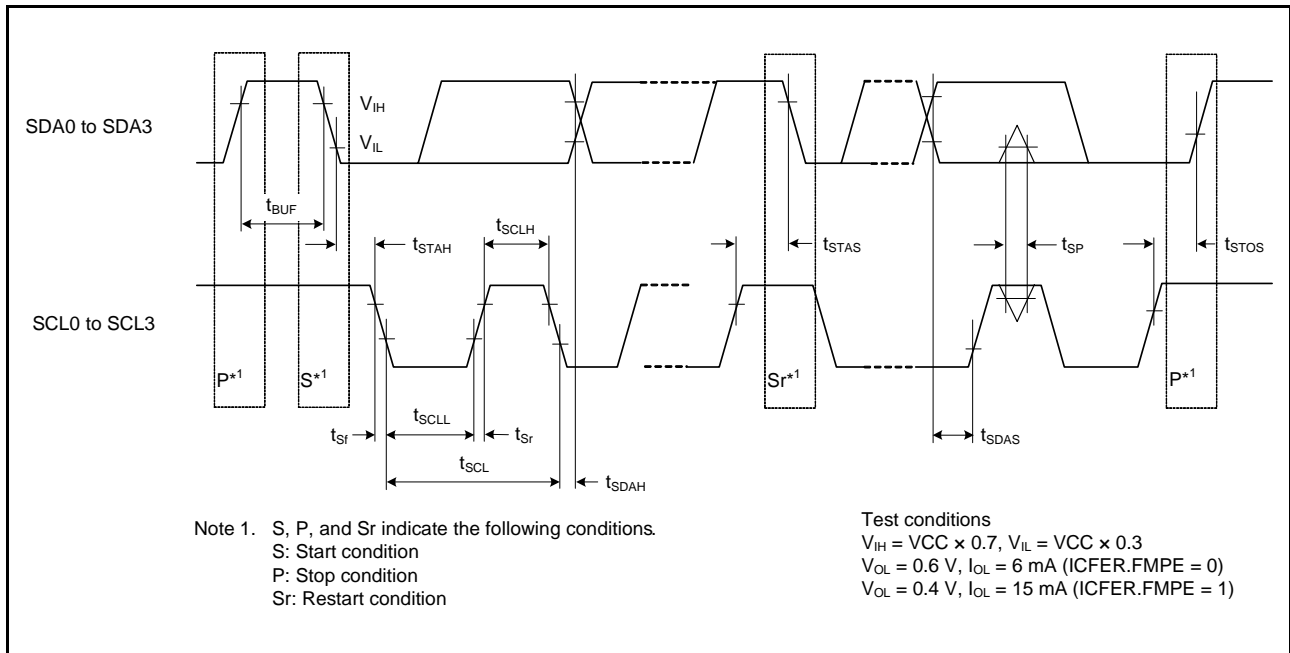 SDA0 to SDA3
VIH
VIL
tBUF
tSTAH
tSCLH
tSTAS
tSP
tSTOS
SCL0 to SCL3
P*1
S*1
Sr*1
P*1
tSf
tSCLL
tSr
tSCL
tSDAH
tSDAS
Note 1. S, P, and Sr indicate the following conditions.
S: Start condition
P: Stop condition
Sr: Restart condition
Test conditions
VIH = VCC × 0.7, VIL = VCC × 0.3
VOL = 0.6 V, IOL = 6 mA (ICFER.FMPE = 0)
VOL = 0.4 V, IOL = 15 mA (ICFER.FMPE = 1)